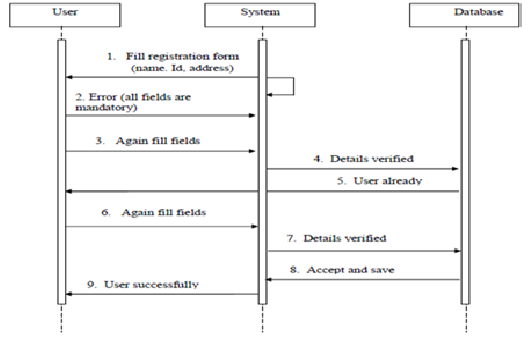 User System Database
1. Fill registration form
(name. Id, address)
2. Error (all fields are
mandatory)
3. Again fill fields
4. Details verified
5. User already
6. Again fill fields
7. Details verified
8. Accept and save
9. User successfully